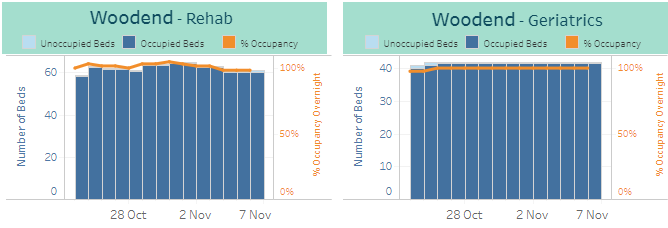 Woodend - Rehab
Unoccupied Beds Occupied Beds % Occupancy
Number of Beds
60
40
20
0
100%
50%
0%
% Occupancy Overnight
28 Oct 2 Nov 7 Nov
Woodend - Geriatrics
Unoccupied Beds Occupied Beds % Occupancy
Number of Beds
40
30
20
10
0
100%
50%
0%
% Occupancy Overnight
28 Oct 2 Nov 7 Nov